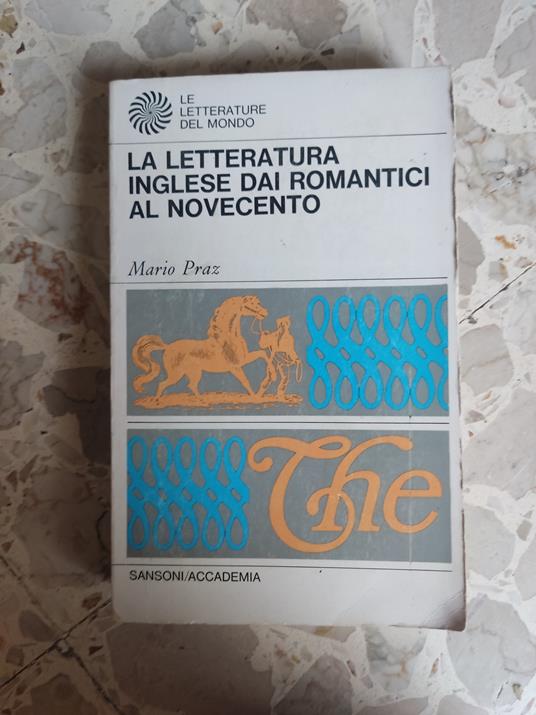 LE
LETTERATURE
DEL MONDO
LA LETTERATURA
INGLESE DAI ROMANTICI
AL NOVECENTO
Mario Praz
The
SANSONI/ACCADEMIA